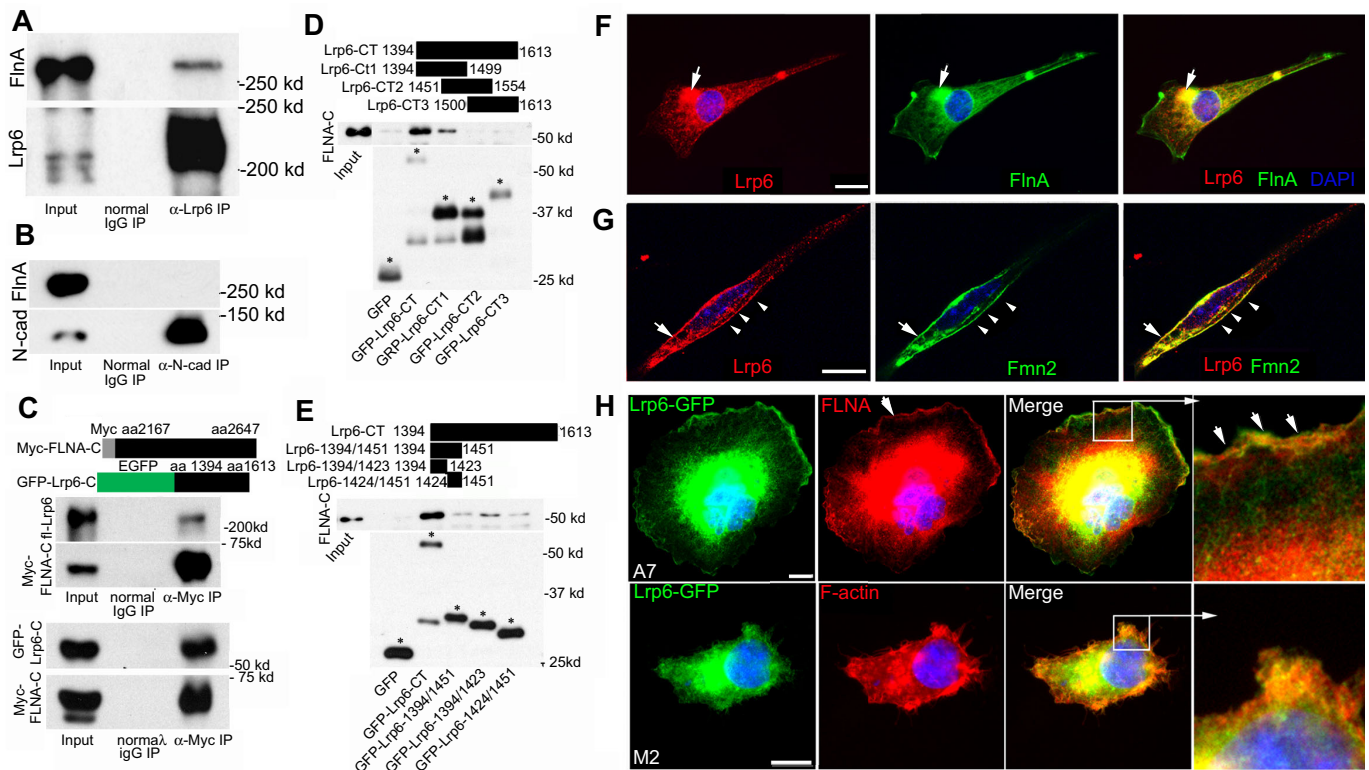 A
FlnA
-250 kd
-250 kd
Lrp6
-200 kd
Input normal IgG IP α-Lrp6 IP
B
N-cad FlnA
-250 kd
-150 kd
Input Normal IgG IP α-N-cad IP
C
Myc aa2167 aa2647
Myc-FLNA-C
EGFP aa 1394 aa1613
GFP-Lrp6-C
Myc-FLNA-C fl-Lrp6
-200kd
- 75kd
Input normal IgG IP α-Myc IP
GFP-Lrp6-C
-50 kd
- 75 kd
Myc-FLNA-C
Input normaλ igG IP α-Myc IP
D
Lrp6-CT 1394 1613
Lrp6-Ct1 1394 1499
Lrp6-CT2 1451 1554
Lrp6-CT3 1500 1613
FLNA-C
-50 kd
Input
*
-50 kd
* * *
-37 kd
*
-25 kd
GFP
GFP-Lrp6-CT
GRP-Lrp6-CT1
GFP-Lrp6-CT2
GFP-Lrp6-CT3
E
Lrp6-CT 1394 1613
Lrp6-1394/1451 1394 1451
Lrp6-1394/1423 1394 1423
Lrp6-1424/1451 1424 1451
FLNA-C
-50 kd
Input
*
-50 kd
-37 kd
* * * *
25kd
GFP
GFP-Lrp6-CT
GFP-Lrp6-1394/1451
GFP-Lrp6-1394/1423
GFP-Lrp6-1424/1451
F
Lrp6
FlnA
Lrp6 FlnA DAPI
G
Lrp6
Fmn2
Lrp6 Fmn2
H
Lrp6-GFP
FLNA
Merge
A7
Lrp6-GFP
F-actin
Merge
M2